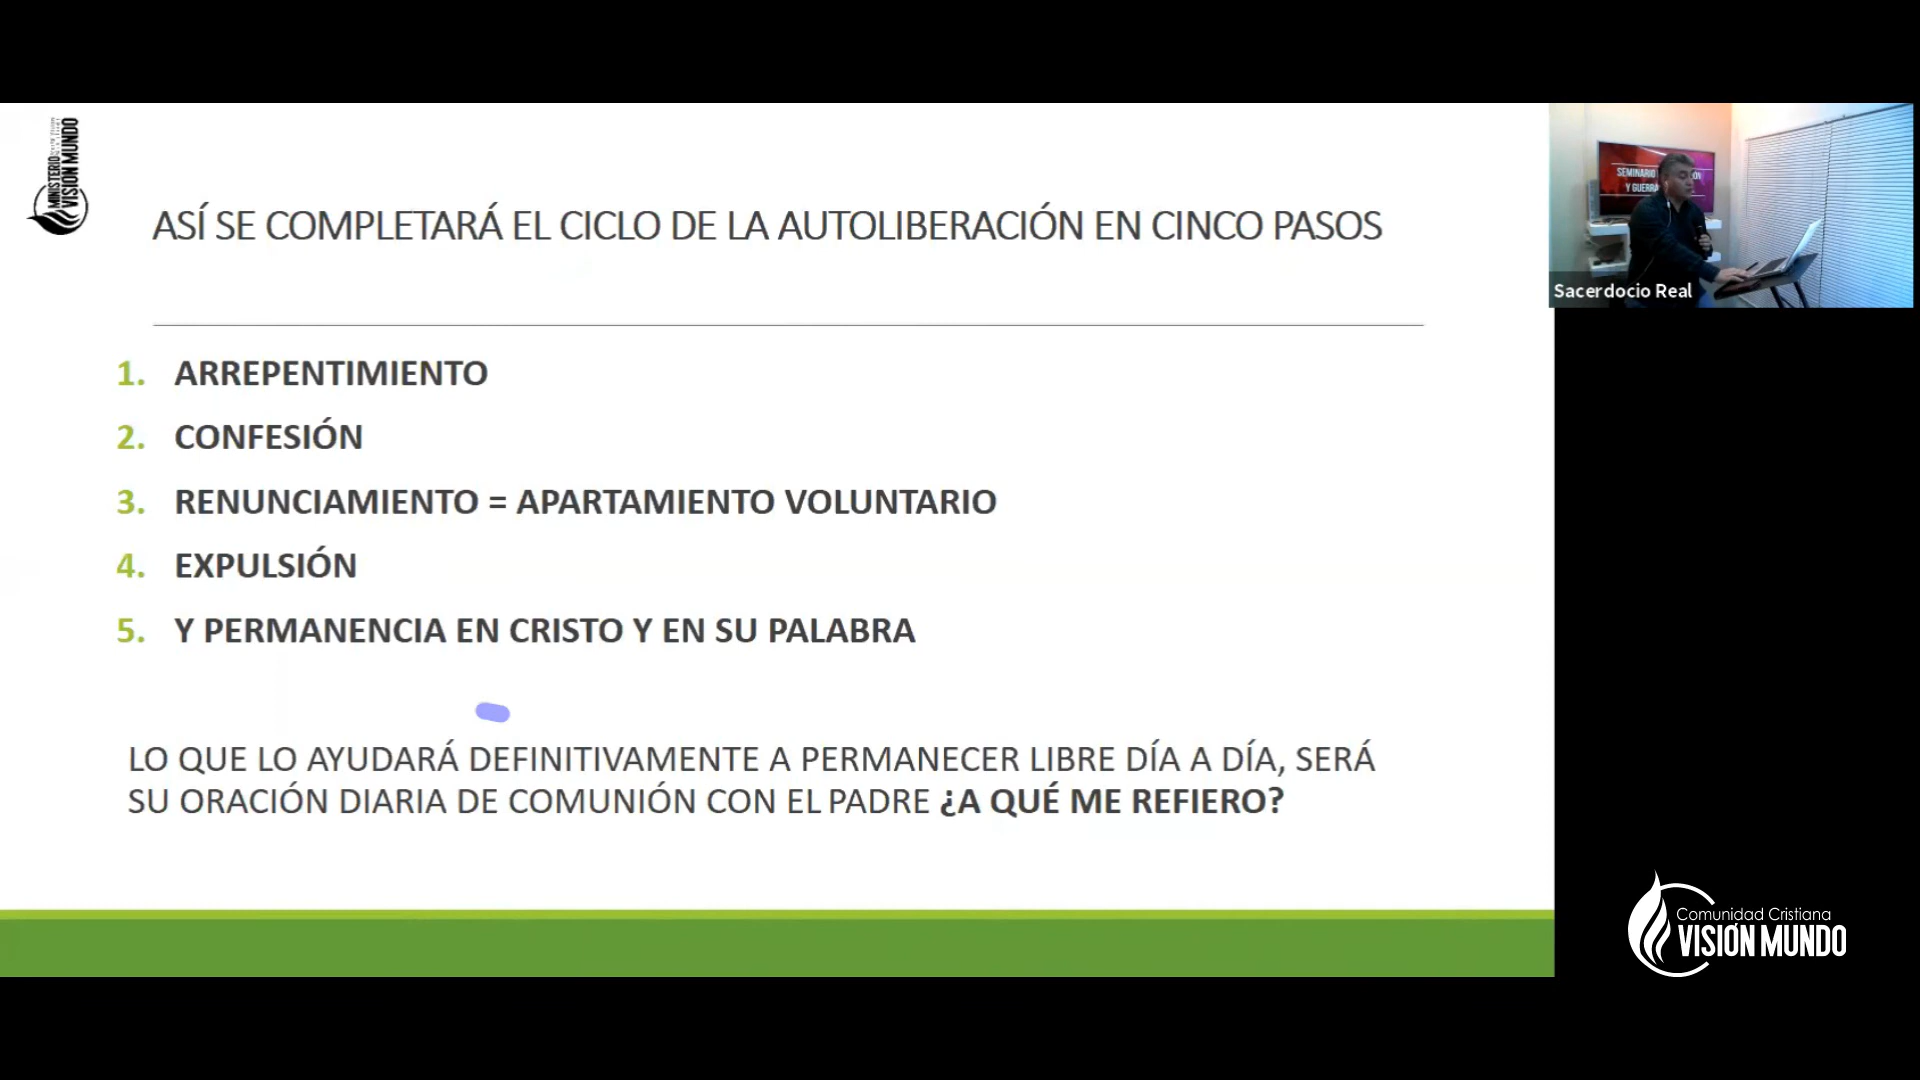 MINISTERIO
VISIÓN MUNDO
ASÍ SE COMPLETARÁ EL CICLO DE LA AUTOLIBERACIÓN EN CINCO PASOS
1. ARREPENTIMIENTO
2. CONFESIÓN
3. RENUNCIAMIENTO = APARTAMIENTO VOLUNTARIO
4. EXPULSIÓN
5. Y PERMANENCIA EN CRISTO Y EN SU PALABRA
LO QUE LO AYUDARÁ DEFINITIVAMENTE A PERMANECER LIBRE DÍA A DÍA, SERÁ
SU ORACIÓN DIARIA DE COMUNIÓN CON EL PADRE ¿A QUÉ ME REFIERO?
SEMINARIO
Y GUERRA
Sacerdocio Real
Comunidad Cristiana
VISIÓN MUNDO